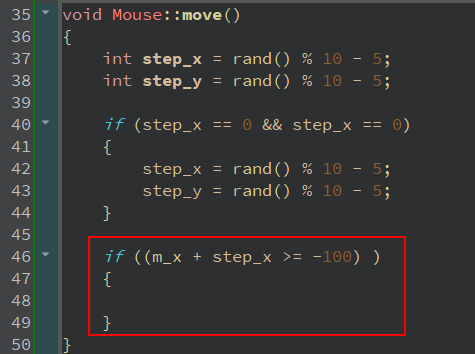 35 void Mouse::move()
36 {
37 int step_x = rand() % 10 - 5;
38 int step_y = rand() % 10 - 5;
39
40 if (step_x == 0 && step_x == 0)
41 {
42 step_x = rand() % 10 - 5;
43 step_y = rand() % 10 - 5;
44 }
45
46 if ((m_x + step_x >= -100) )
47 {
48
49 }
50 }